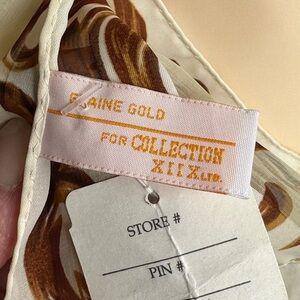 ELAINE GOLD
FOR COLLECTION
XIIX LTD.
STORE #
PIN #